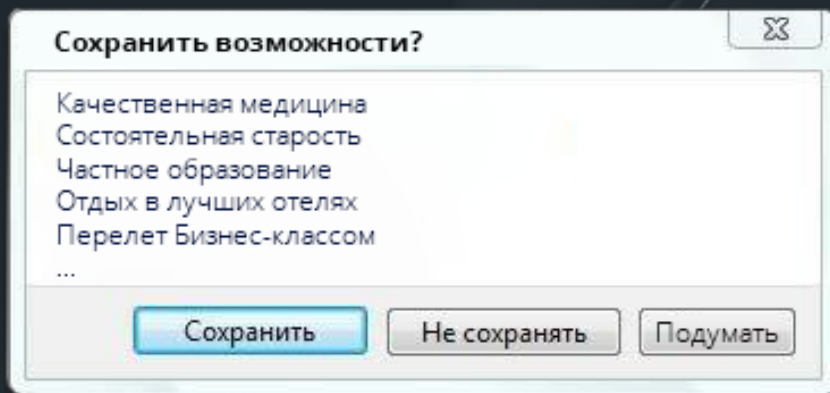 Сохранить возможности?
Качественная медицина
Состоятельная старость
Частное образование
Отдых в лучших отелях
Перелет Бизнес-классом
...
Сохранить Не сохранять Подумать